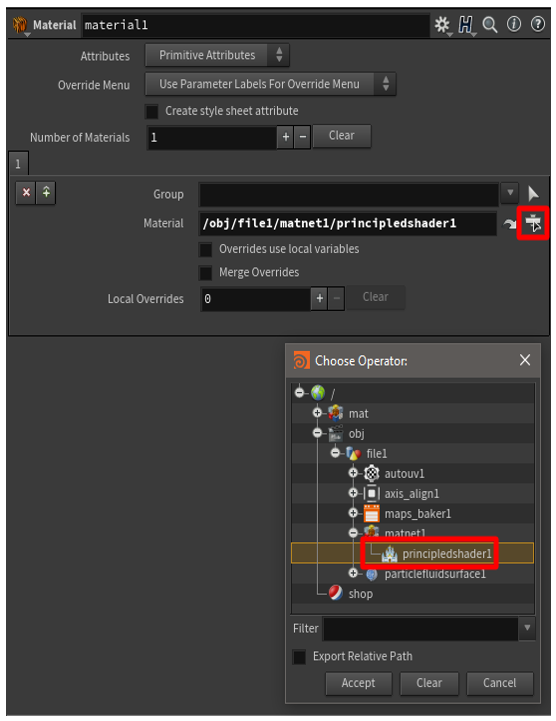 Material material1
Attributes Primitive Attributes
Override Menu Use Parameter Labels For Override Menu
Create style sheet attribute
Number of Materials 1 + - Clear
1
Group
Material /obj/file1/matnet1/principledshader1
Overrides use local variables
Merge Overrides
Local Overrides 0 + - Clear
Choose Operator:
/
mat
obj
file1
autouv1
axis_align1
maps_baker1
matnet1
principledshader1
particlefluidsurface1
shop
Filter
Export Relative Path
Accept Clear Cancel